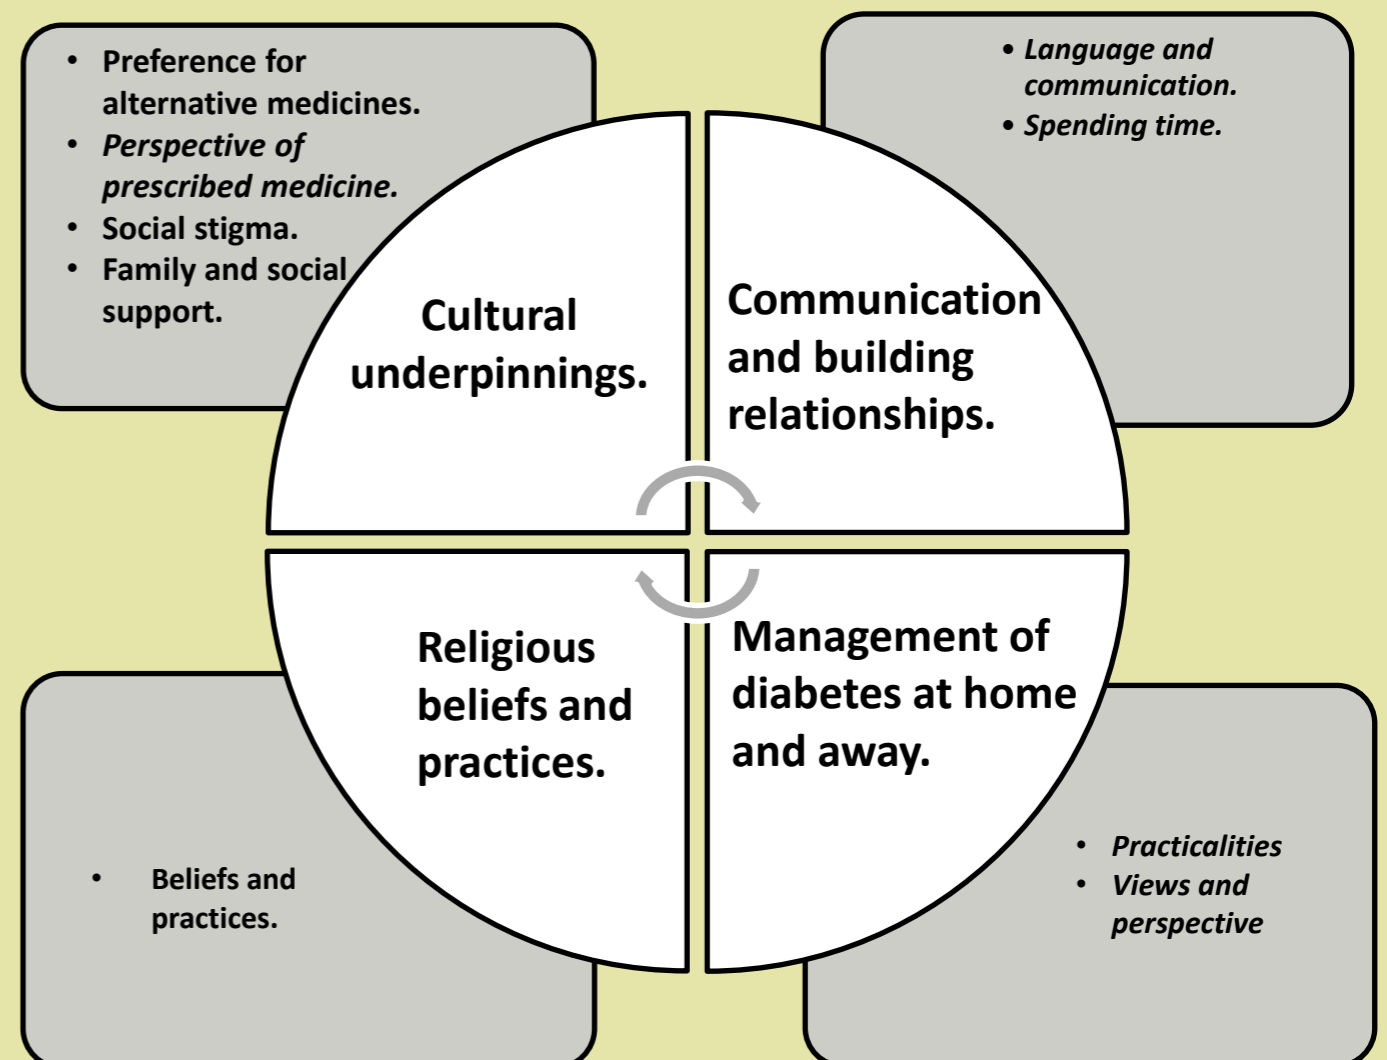 • Preference for
alternative medicines.
• Perspective of
prescribed medicine.
• Social stigma.
• Family and social
support.
• Language and
communication.
• Spending time.
Cultural
underpinnings.
Communication
and building
relationships.
Religious
beliefs and
practices.
Management of
diabetes at home
and away.
• Beliefs and
practices.
• Practicalities
• Views and
perspective